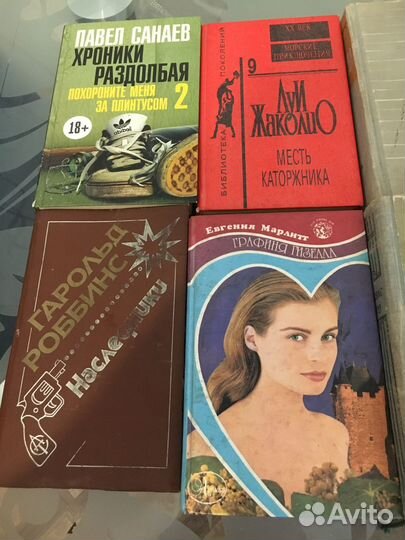 ПАВЕЛ САНАЕВ
ХРОНИКИ
РАЗДОЛБАЯ
ПОХОРОНИТЕ МЕНЯ
ЗА ПЛИНТУСОМ 2
18+
XX ВЕК
МОРСКИЕ
ПРИКЛЮЧЕНИЯ
9
БИБЛИОТЕКА
ПОКОЛЕНИЙ
ЛУИ
ЖАКОЛИО
МЕСТЬ
КАТОРЖНИКА
ГАРОЛЬД
РОББИНС
Наследники
Евгения Марлитт
ГРАФИНЯ ГИЗЕЛЛА
Avito